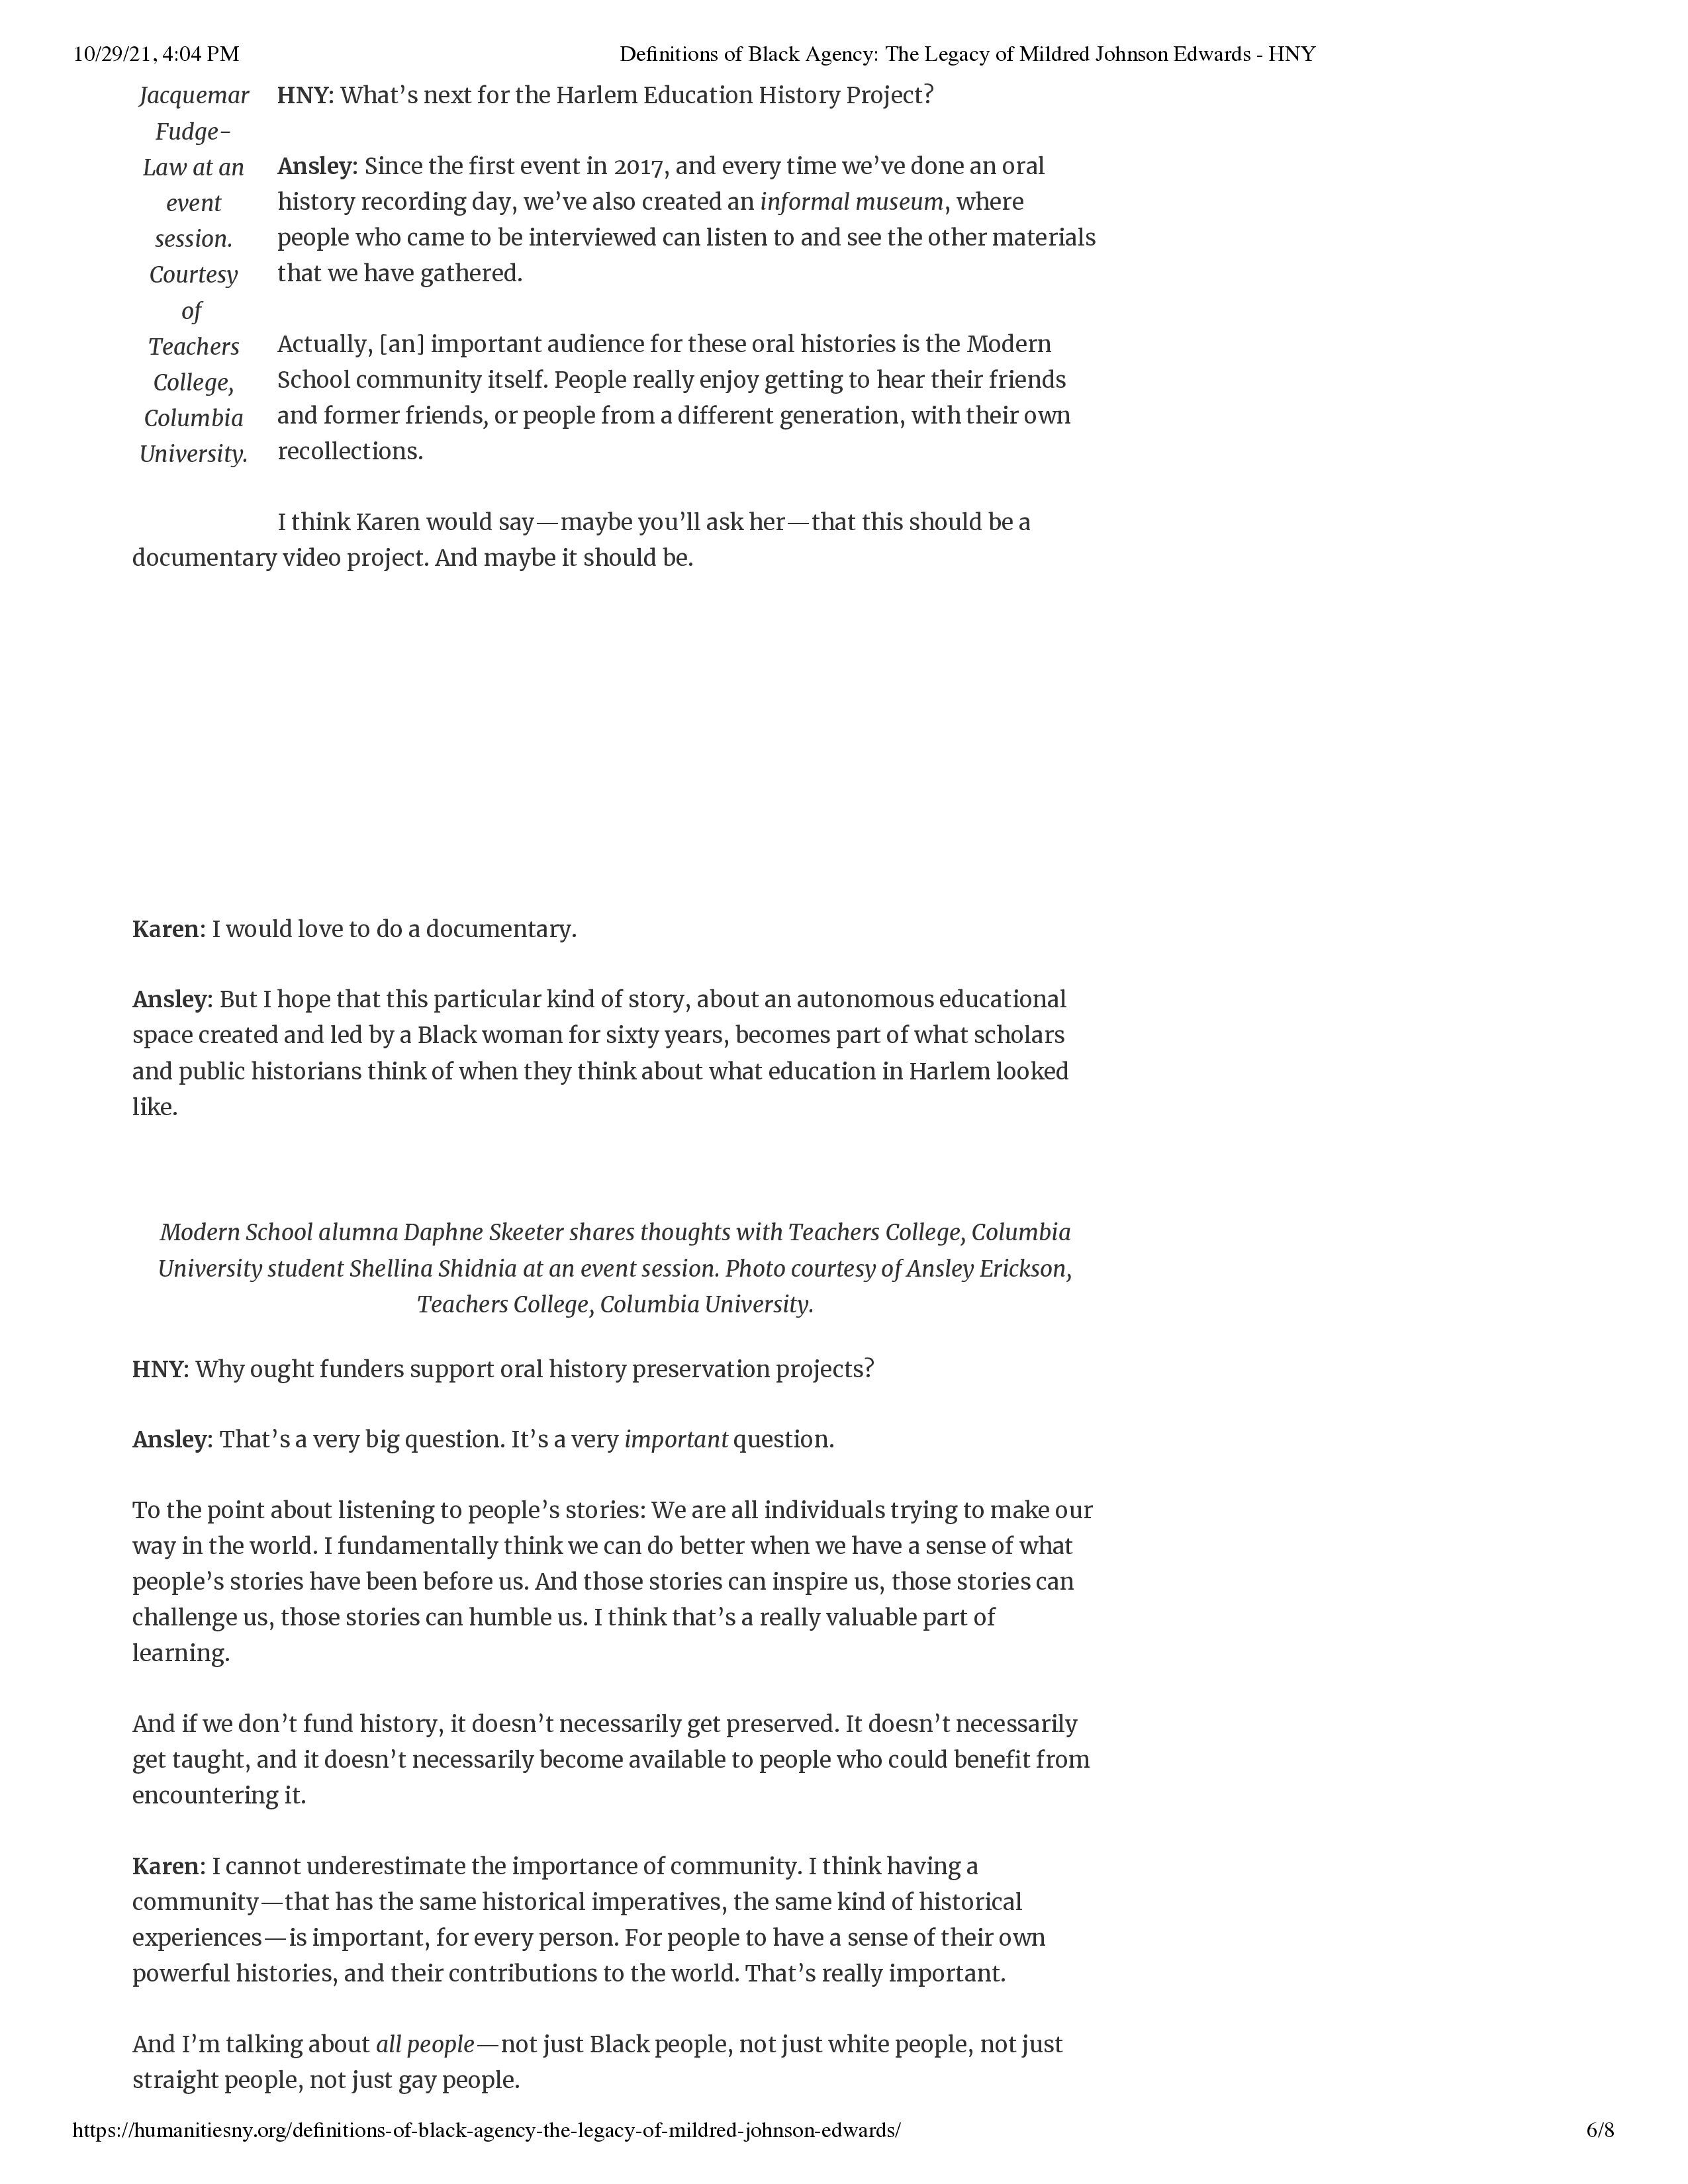 10/29/21, 4:04 PM
Definitions of Black Agency: The Legacy of Mildred Johnson Edwards - HNY
Jacquemar
Fudge-
Law at an
event
session.
Courtesy
of
Teachers
College,
Columbia
University.
HNY: What’s next for the Harlem Education History Project?
Ansley: Since the first event in 2017, and every time we’ve done an oral
history recording day, we’ve also created an informal museum, where
people who came to be interviewed can listen to and see the other materials
that we have gathered.
Actually, [an] important audience for these oral histories is the Modern
School community itself. People really enjoy getting to hear their friends
and former friends, or people from a different generation, with their own
recollections.
I think Karen would say—maybe you’ll ask her—that this should be a
documentary video project. And maybe it should be.
Karen: I would love to do a documentary.
Ansley: But I hope that this particular kind of story, about an autonomous educational
space created and led by a Black woman for sixty years, becomes part of what scholars
and public historians think of when they think about what education in Harlem looked
like.
Modern School alumna Daphne Skeeter shares thoughts with Teachers College, Columbia
University student Shellina Shidnia at an event session. Photo courtesy of Ansley Erickson,
Teachers College, Columbia University.
HNY: Why ought funders support oral history preservation projects?
Ansley: That’s a very big question. It’s a very important question.
To the point about listening to people’s stories: We are all individuals trying to make our
way in the world. I fundamentally think we can do better when we have a sense of what
people’s stories have been before us. And those stories can inspire us, those stories can
challenge us, those stories can humble us. I think that’s a really valuable part of
learning.
And if we don’t fund history, it doesn’t necessarily get preserved. It doesn’t necessarily
get taught, and it doesn’t necessarily become available to people who could benefit from
encountering it.
Karen: I cannot underestimate the importance of community. I think having a
community—that has the same historical imperatives, the same kind of historical
experiences—is important, for every person. For people to have a sense of their own
powerful histories, and their contributions to the world. That’s really important.
And I’m talking about all people—not just Black people, not just white people, not just
straight people, not just gay people.
https://humanitiesny.org/definitions-of-black-agency-the-legacy-of-mildred-johnson-edwards/
6/8